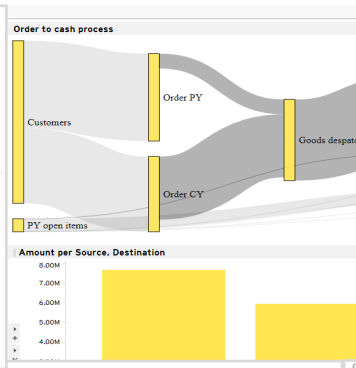 Order to cash process
Order PY
Customers
Goods despatc
Order CY
PY open items
Amount per Source, Destination
8.00M
7.00M
6.00M
5.00M
4.00M